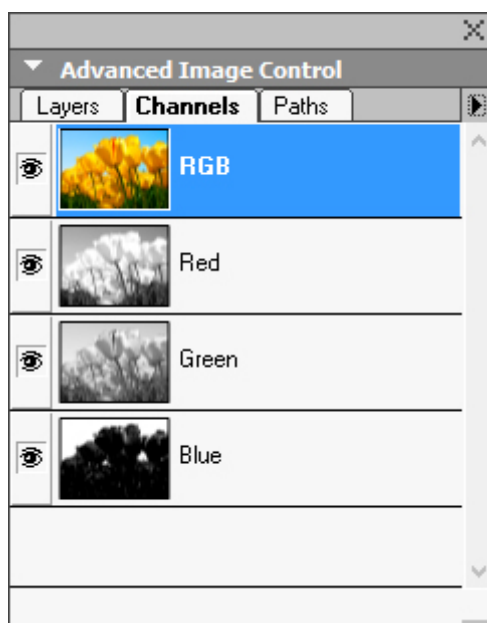 Advanced Image Control
Layers Channels Paths
RGB
Red
Green
Blue